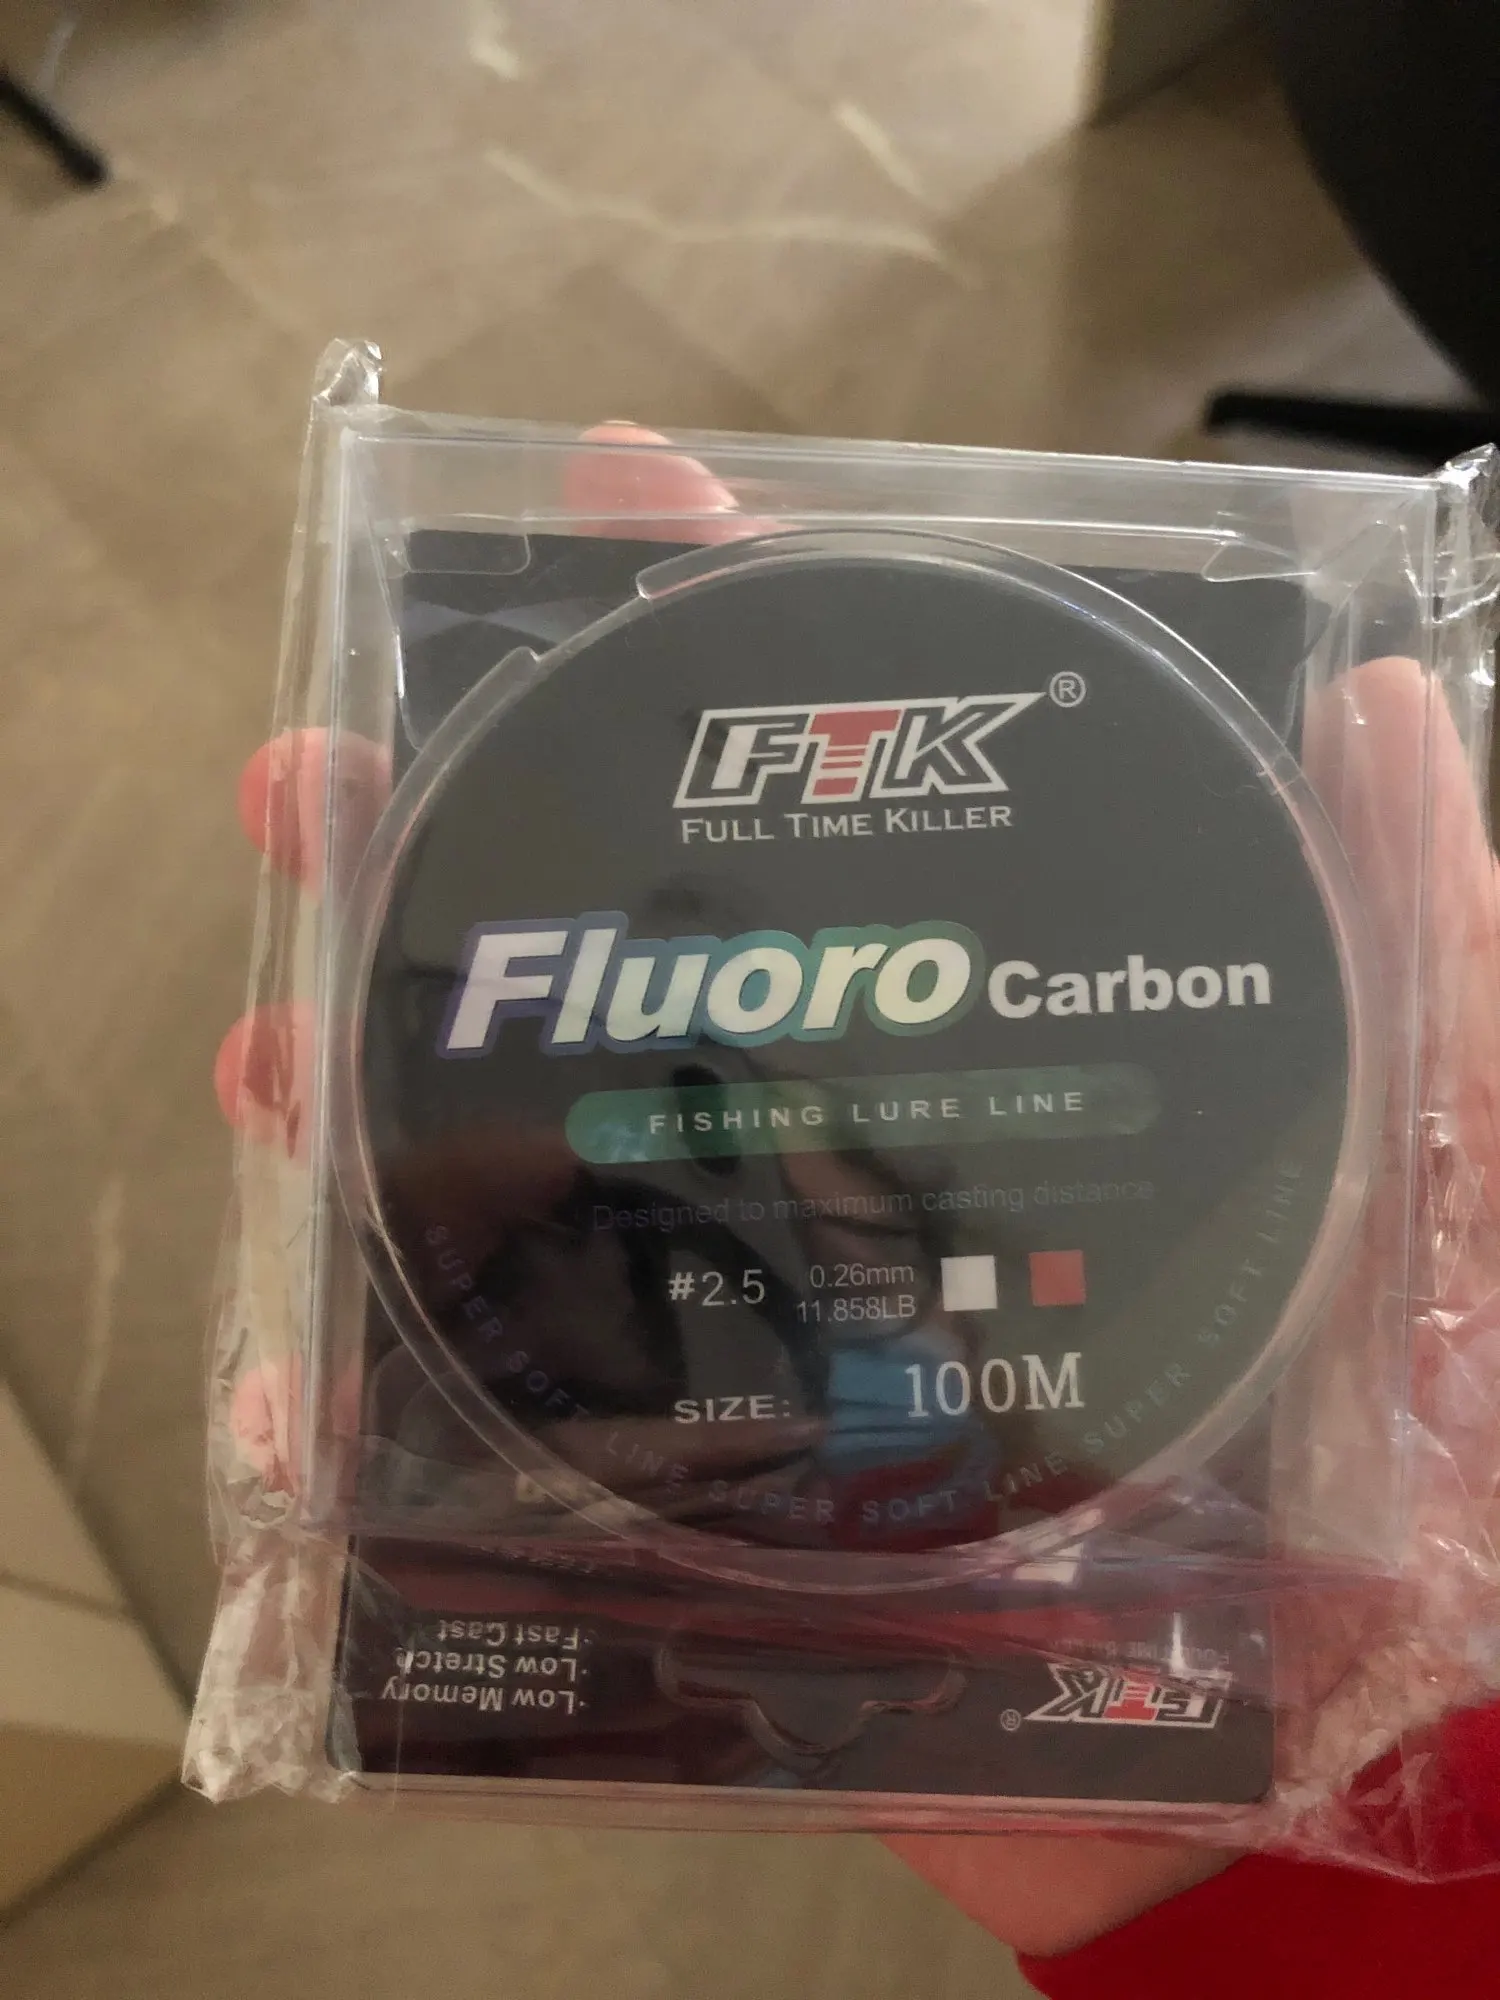 FTK®
FULL TIME KILLER
Fluoro Carbon
FISHING LURE LINE
Designed to maximum casting distance
#2.5
0.26mm
11.858LB
SIZE: 100M
SUPER SOFT LINE SUPER SOFT LINE SUPER SOFT LINE
FTK®
·Low Memory
·Low Stretch
·Fast Cast